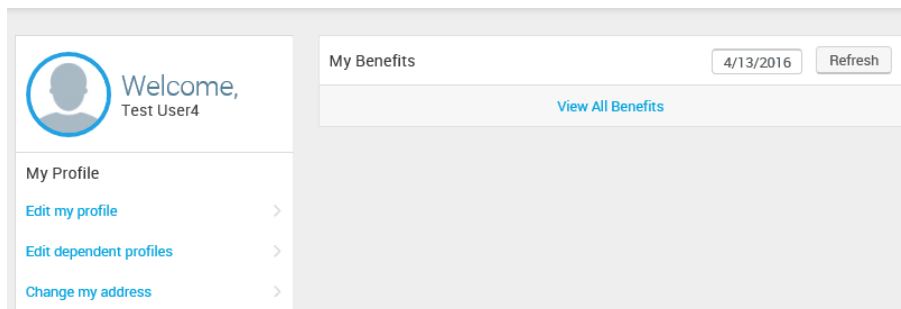 Welcome,
Test User4
My Profile
Edit my profile
Edit dependent profiles
Change my address
My Benefits
4/13/2016
Refresh
View All Benefits